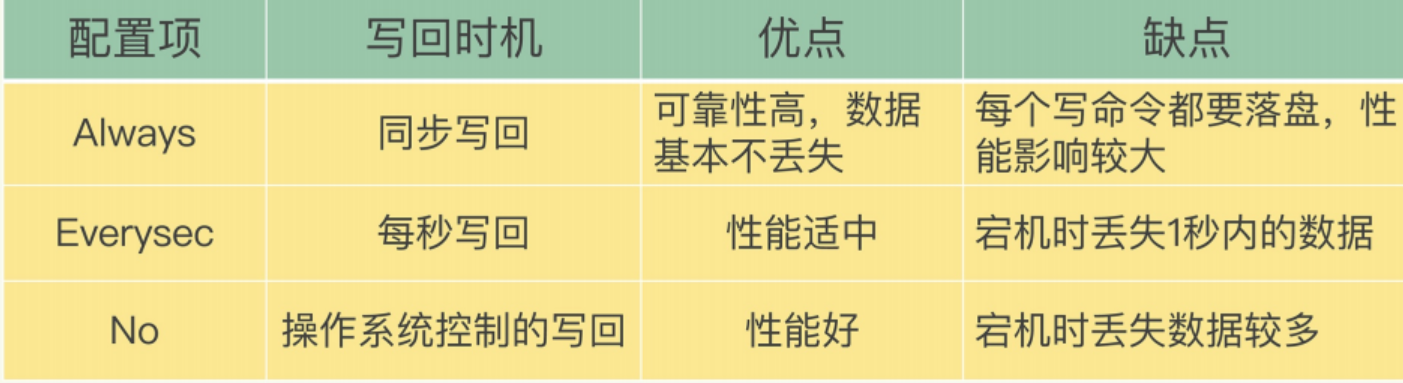 配置项 写回时机 优点 缺点
Always 同步写回 可靠性高，数据基本不丢失 每个写命令都要落盘，性能影响较大
Everysec 每秒写回 性能适中 宕机时丢失1秒内的数据
No 操作系统控制的写回 性能好 宕机时丢失数据较多